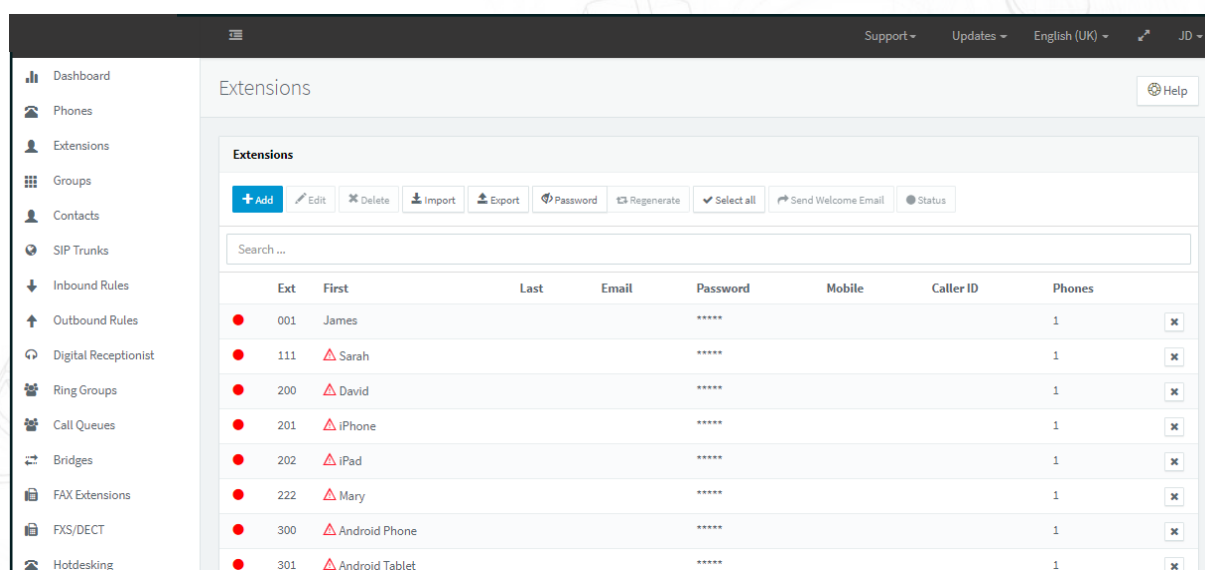 Support Updates English (UK) JD
Dashboard
Phones
Extensions
Groups
Contacts
SIP Trunks
Inbound Rules
Outbound Rules
Digital Receptionist
Ring Groups
Call Queues
Bridges
FAX Extensions
FXS/DECT
Hotdesking
Extensions
Help
Extensions
Add Edit Delete Import Export Password Regenerate Select all Send Welcome Email Status
Search ...
Ext First Last Email Password Mobile Caller ID Phones
001 James ***** 1
111 Sarah ***** 1
200 David ***** 1
201 iPhone ***** 1
202 iPad ***** 1
222 Mary ***** 1
300 Android Phone ***** 1
301 Android Tablet ***** 1